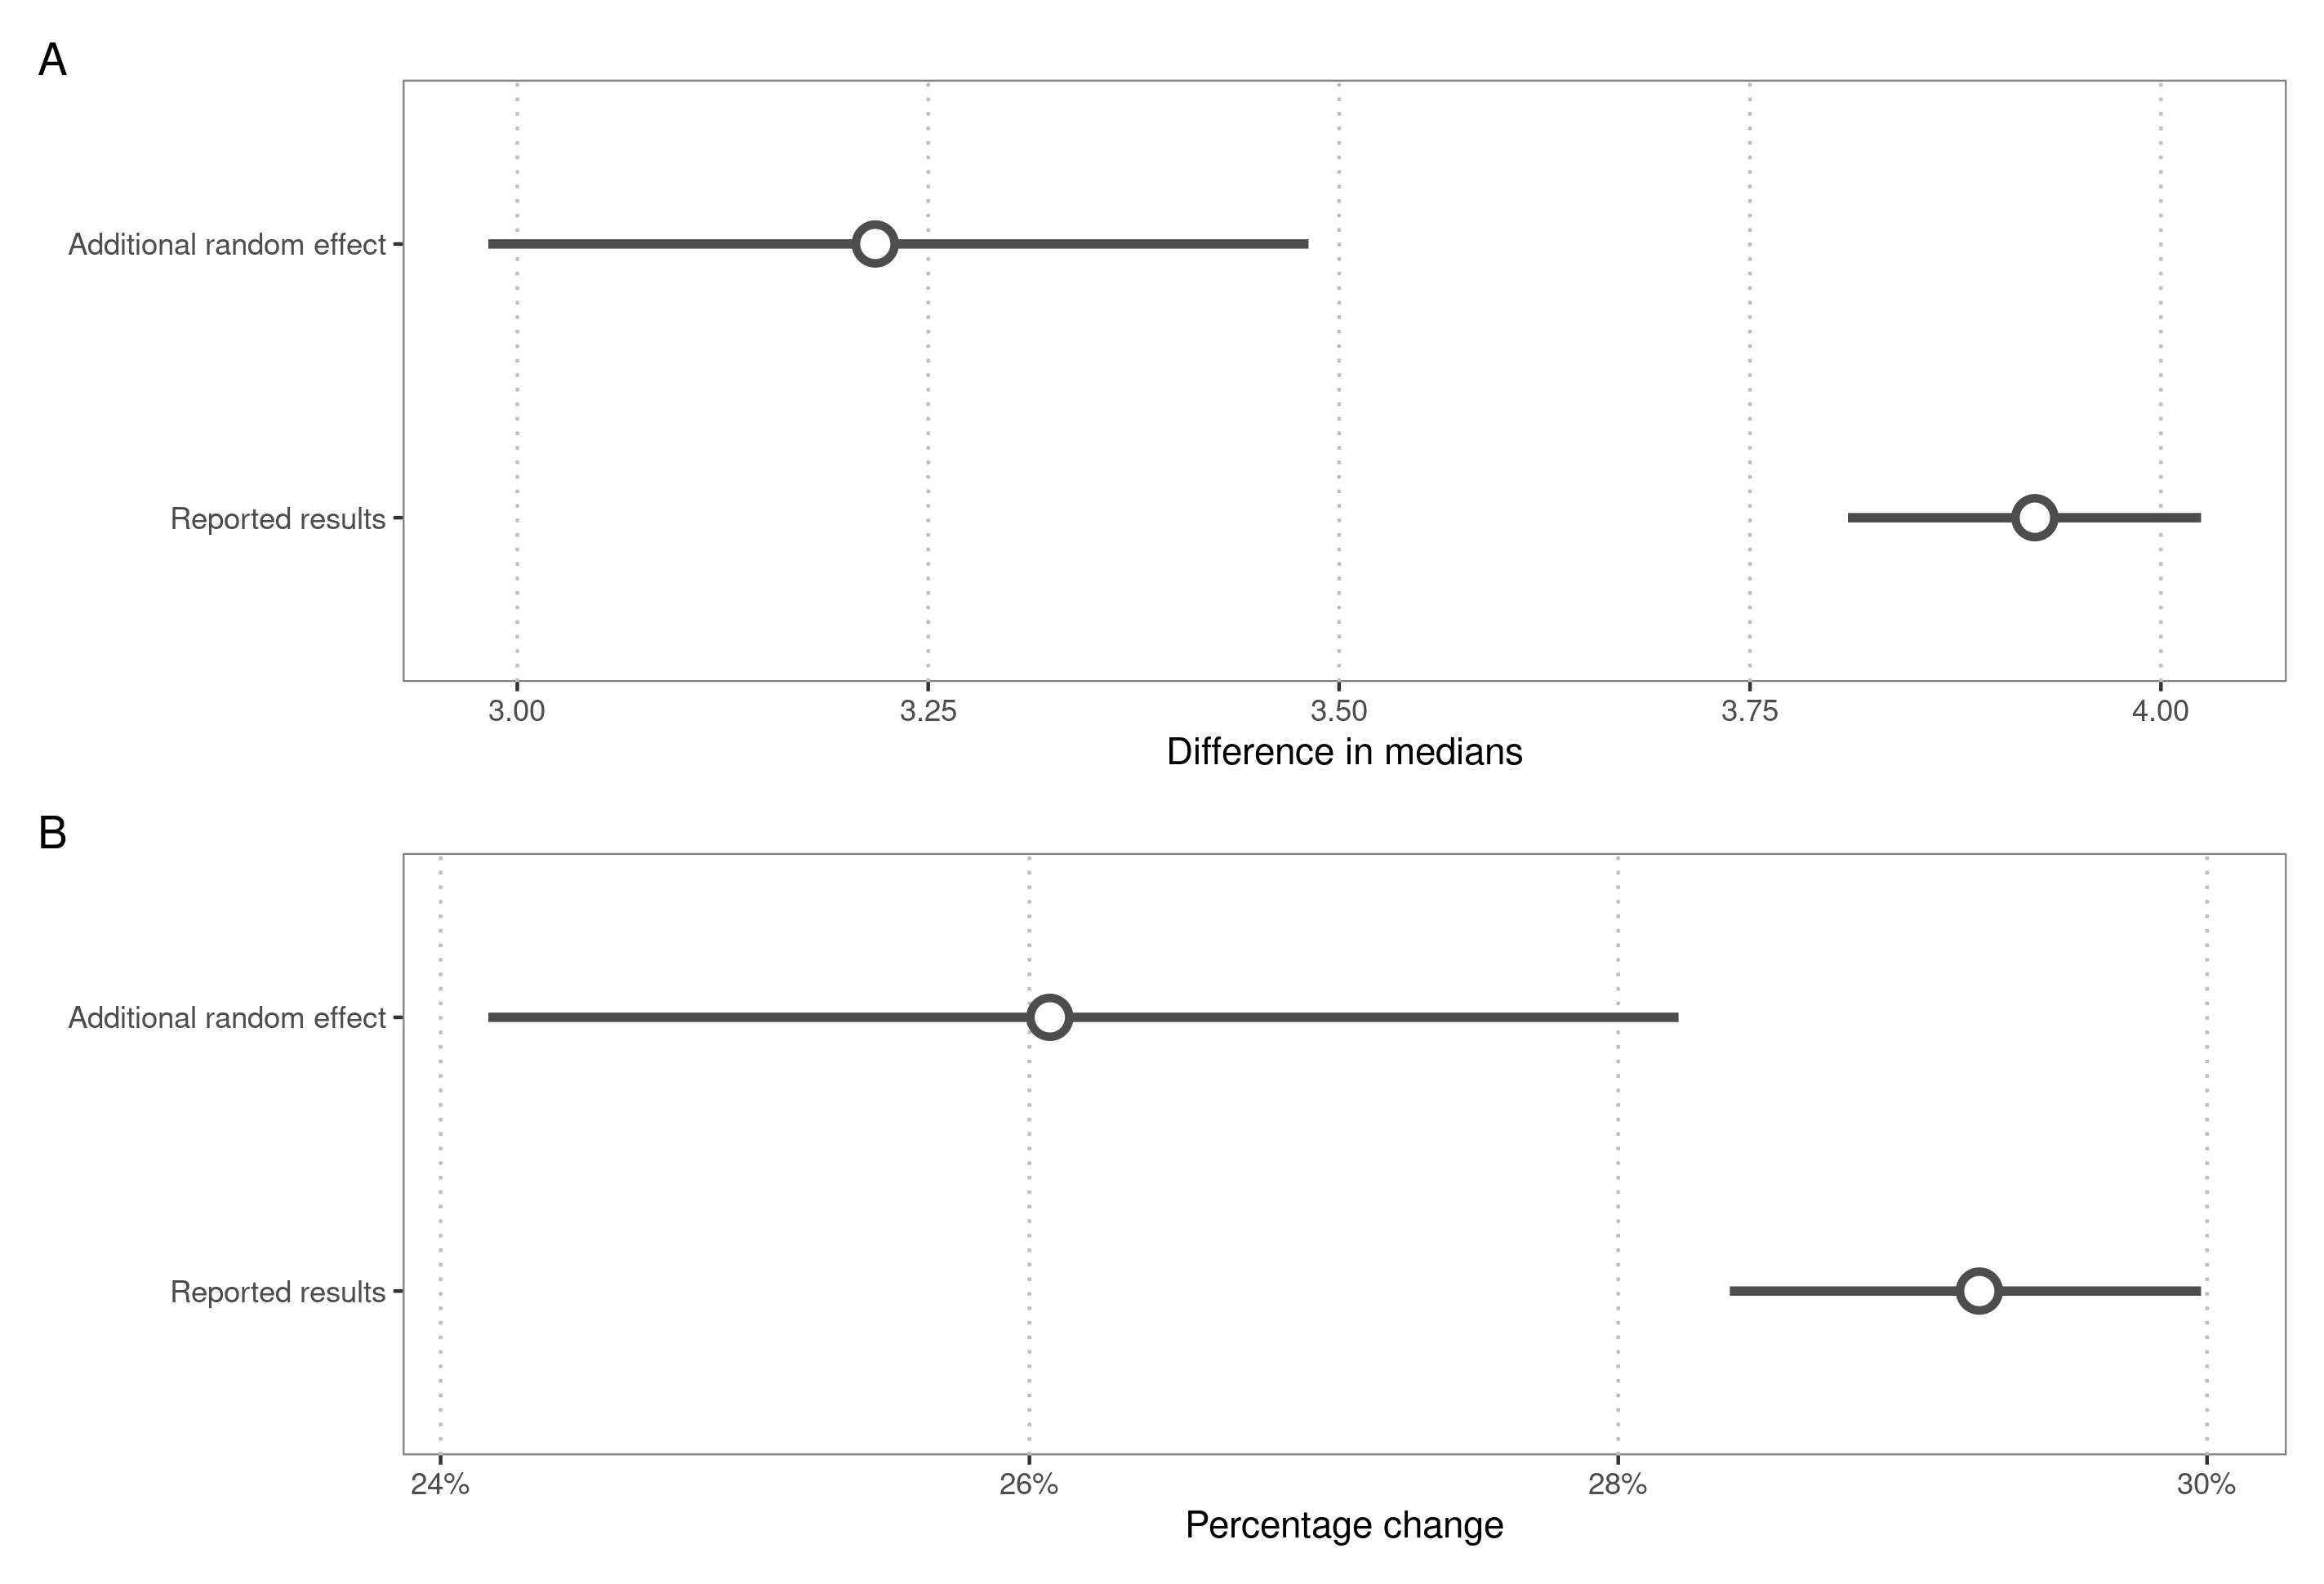 A
Additional random effect
Reported results
3.00 3.25 3.50 3.75 4.00
Difference in medians
B
Additional random effect
Reported results
24% 26% 28% 30%
Percentage change